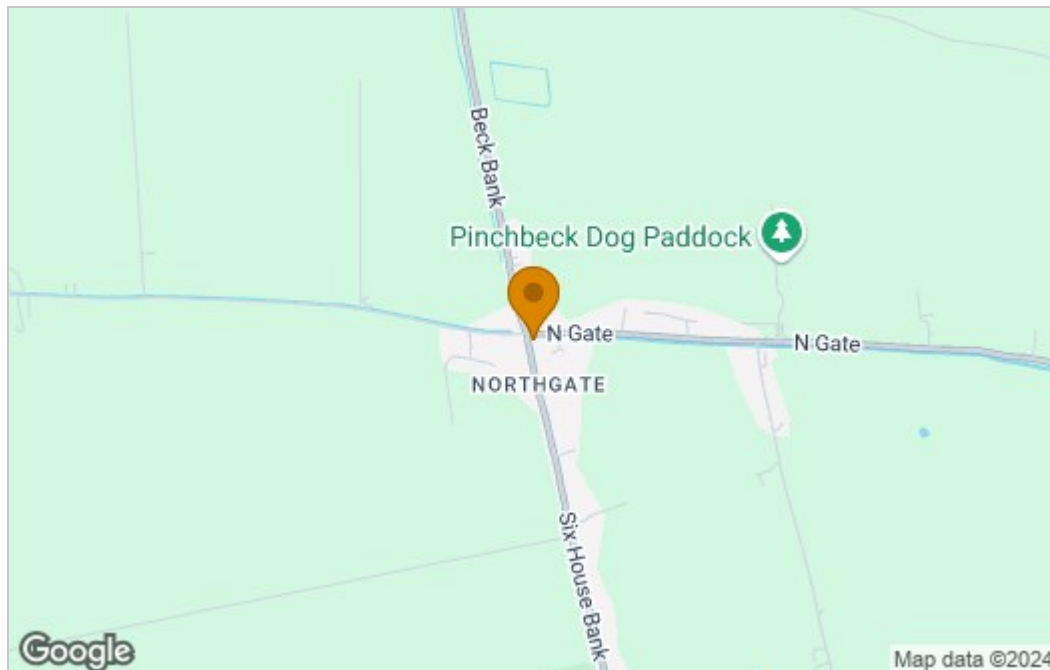 Beck Bank
Pinchbeck Dog Paddock
N Gate
N Gate
NORTHGATE
Six House Bank
Google
Map data ©2024